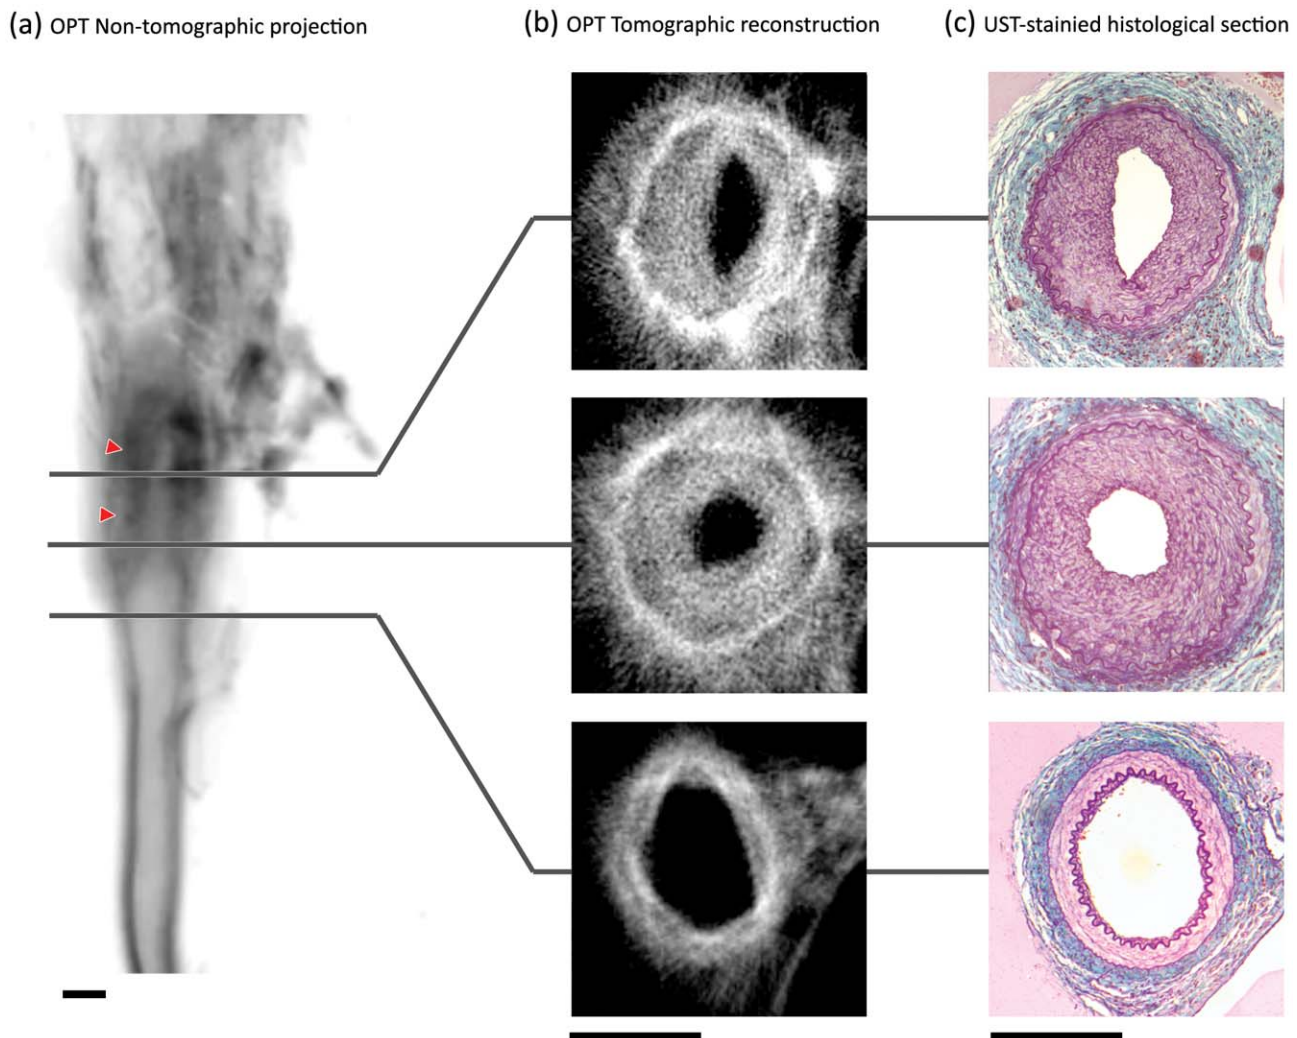 (a) OPT Non-tomographic projection
(b) OPT Tomographic reconstruction
(c) UST-stainied histological section